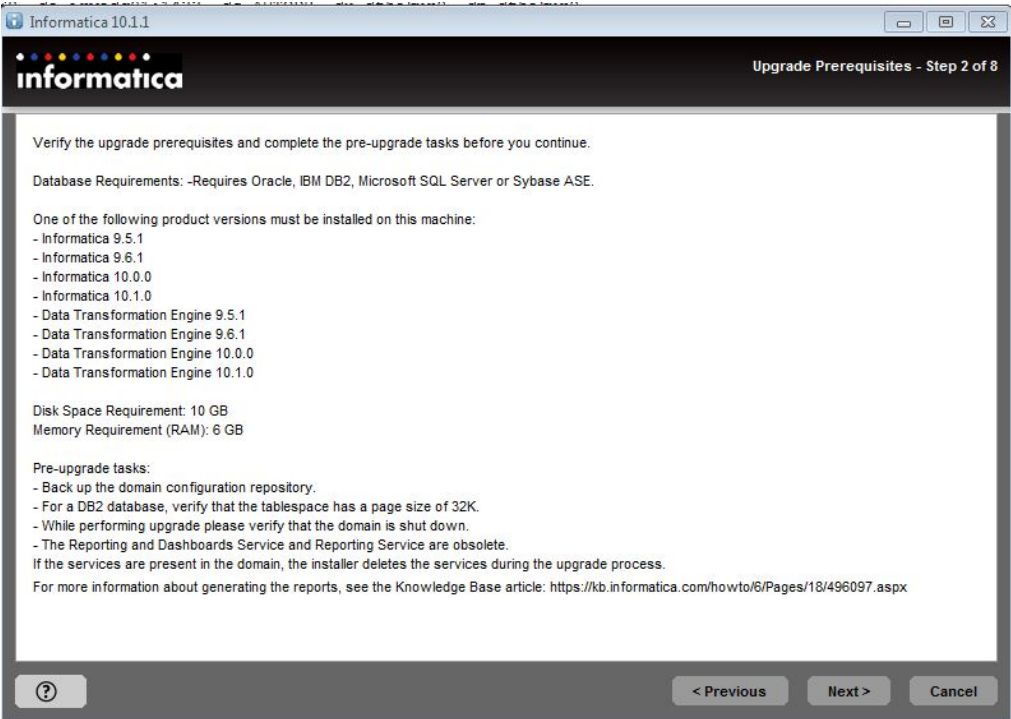 Informatica 10.1.1
informatica
Upgrade Prerequisites - Step 2 of 8
Verify the upgrade prerequisites and complete the pre-upgrade tasks before you continue.
Database Requirements: -Requires Oracle, IBM DB2, Microsoft SQL Server or Sybase ASE.
One of the following product versions must be installed on this machine:
- Informatica 9.5.1
- Informatica 9.6.1
- Informatica 10.0.0
- Informatica 10.1.0
- Data Transformation Engine 9.5.1
- Data Transformation Engine 9.6.1
- Data Transformation Engine 10.0.0
- Data Transformation Engine 10.1.0
Disk Space Requirement: 10 GB
Memory Requirement (RAM): 6 GB
Pre-upgrade tasks:
- Back up the domain configuration repository.
- For a DB2 database, verify that the tablespace has a page size of 32K.
- While performing upgrade please verify that the domain is shut down.
- The Reporting and Dashboards Service and Reporting Service are obsolete.
If the services are present in the domain, the installer deletes the services during the upgrade process.
For more information about generating the reports, see the Knowledge Base article: https://kb.informatica.com/howto/6/Pages/18/496097.aspx
?
< Previous
Next >
Cancel